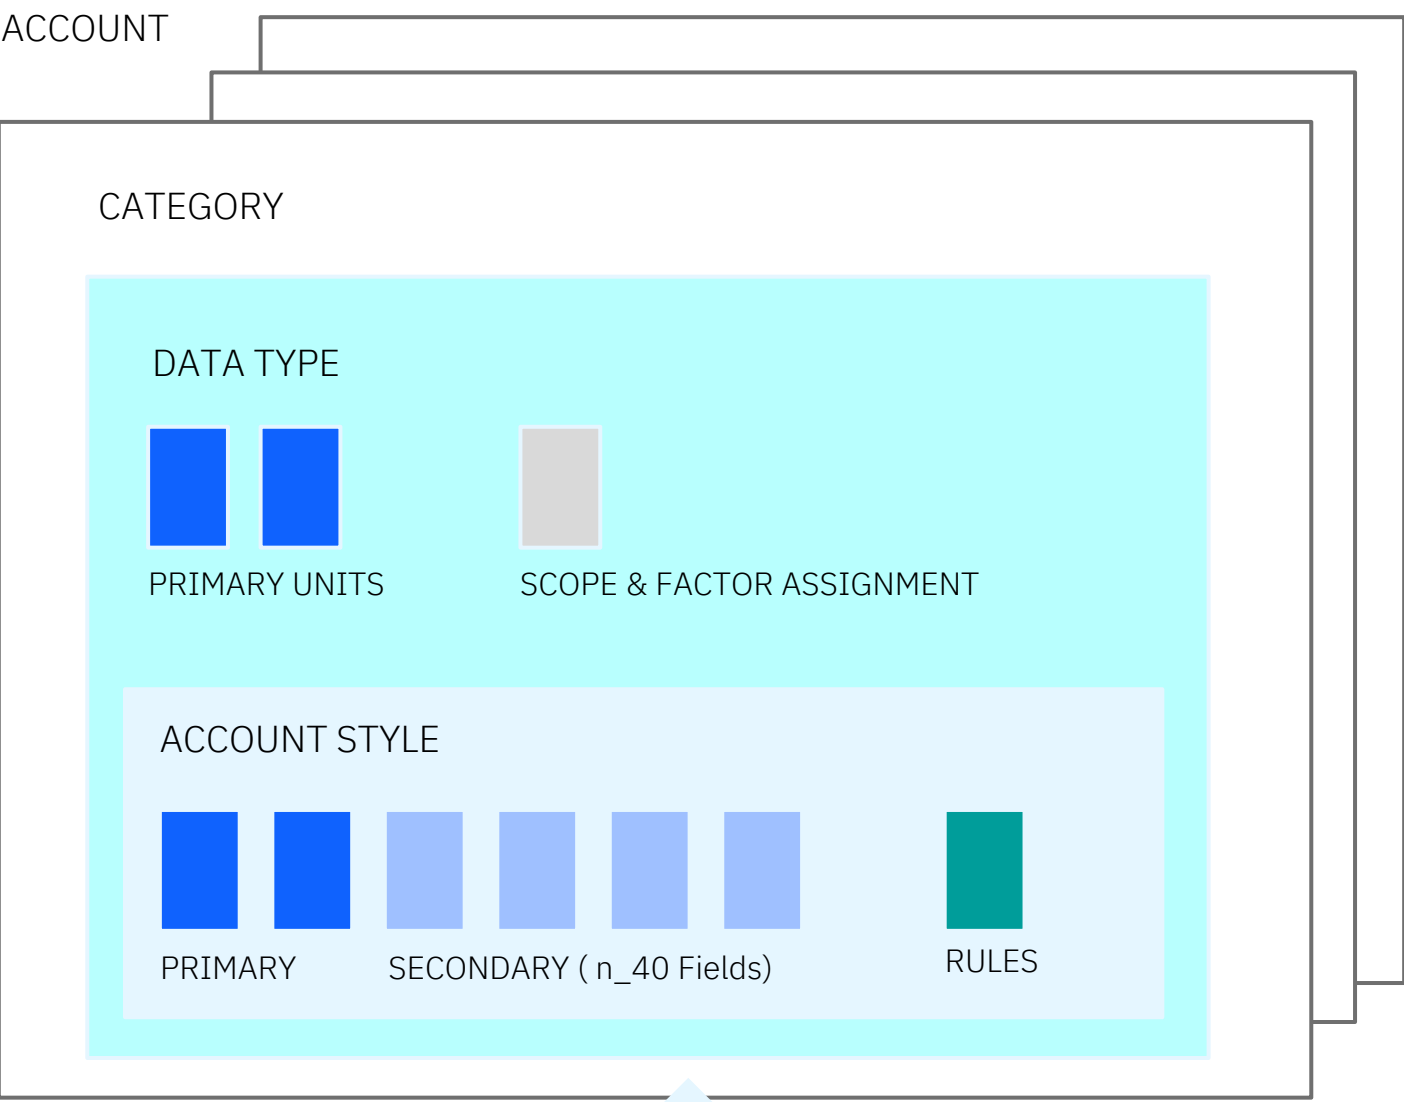 ACCOUNT
CATEGORY
DATA TYPE
PRIMARY UNITS
SCOPE & FACTOR ASSIGNMENT
ACCOUNT STYLE
PRIMARY
SECONDARY ( n_40 Fields)
RULES